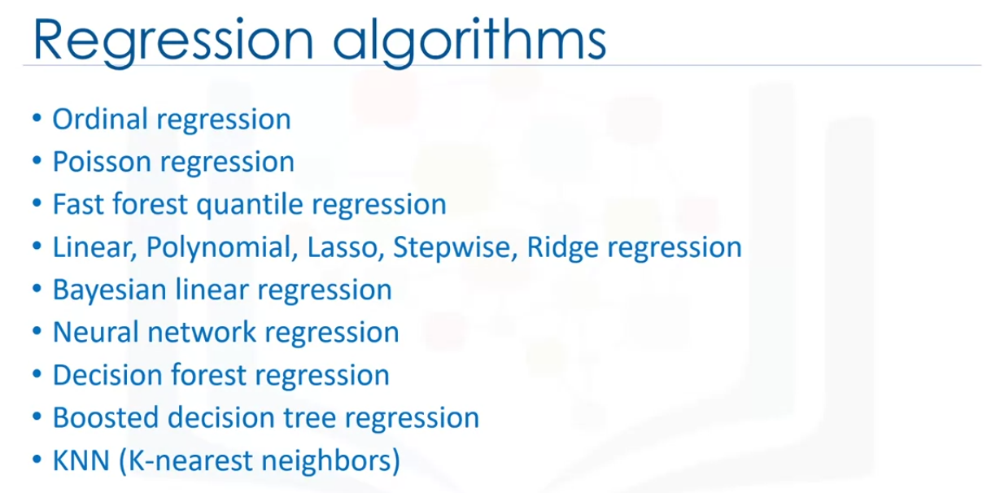 Regression algorithms
• Ordinal regression
• Poisson regression
• Fast forest quantile regression
• Linear, Polynomial, Lasso, Stepwise, Ridge regression
• Bayesian linear regression
• Neural network regression
• Decision forest regression
• Boosted decision tree regression
• KNN (K-nearest neighbors)